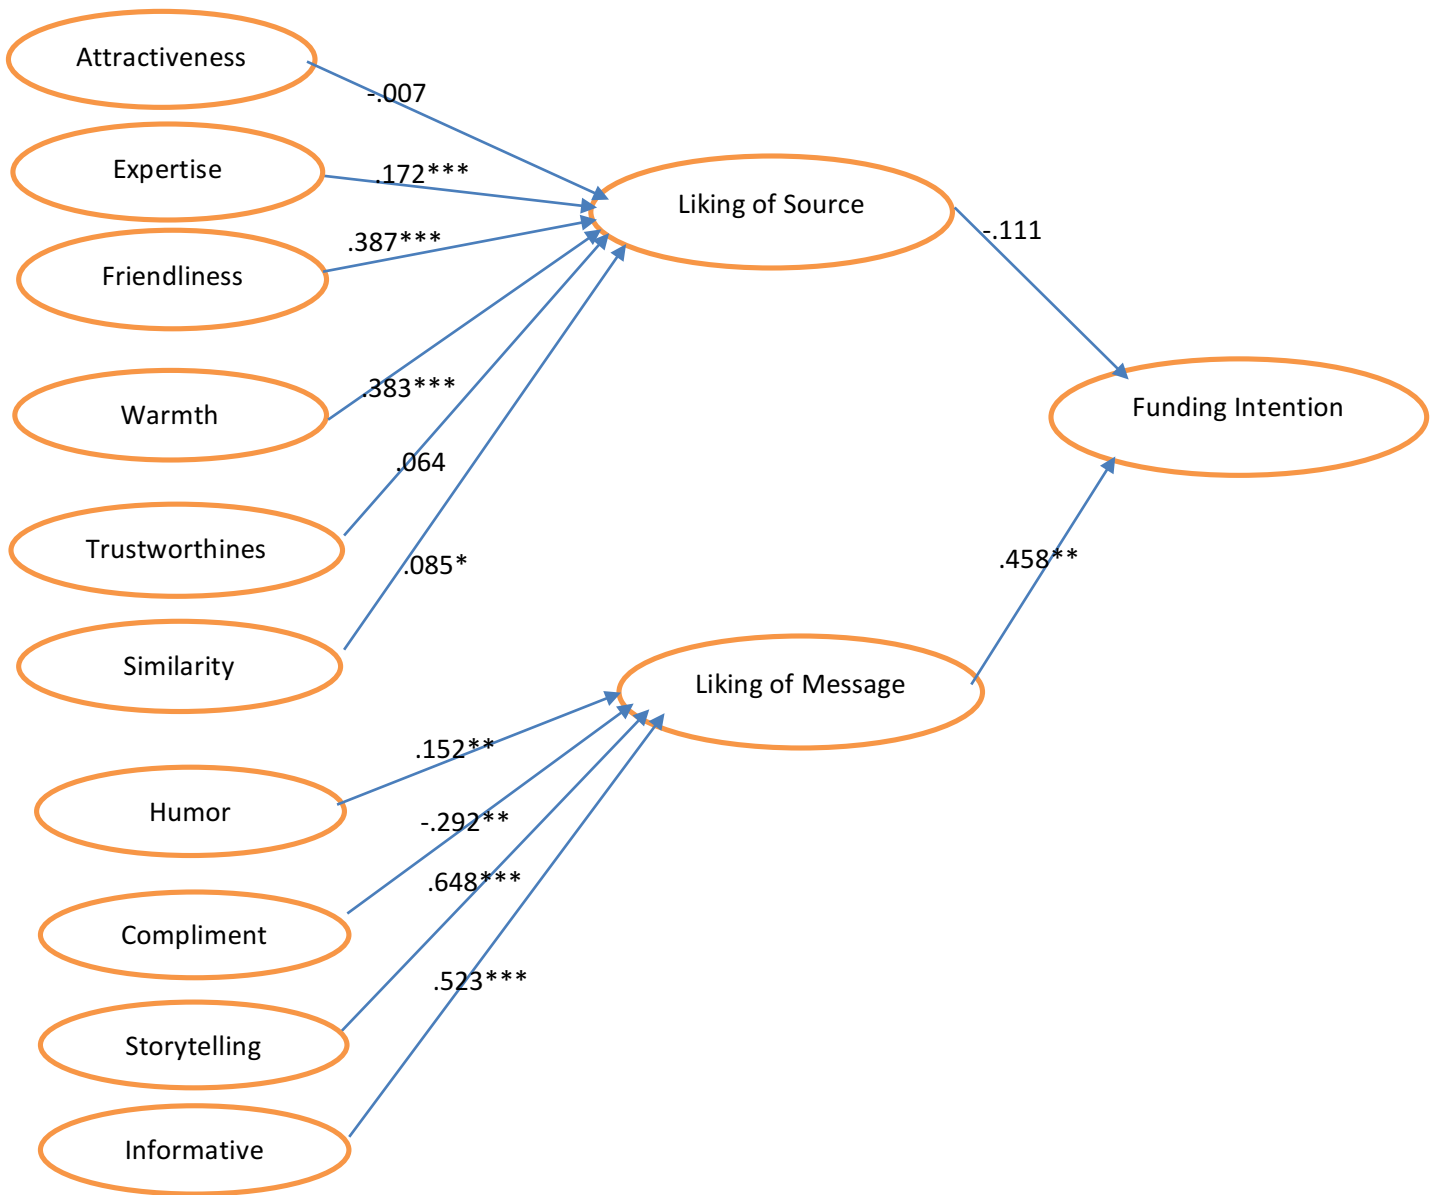 Attractiveness
-.007
Expertise
.172***
Liking of Source
.387***
-.111
Friendliness
.383***
Funding Intention
Warmth
.064
Trustworthines
.085*
.458**
Similarity
Liking of Message
.152**
Humor
-.292**
.648***
Compliment
.523***
Storytelling
Informative